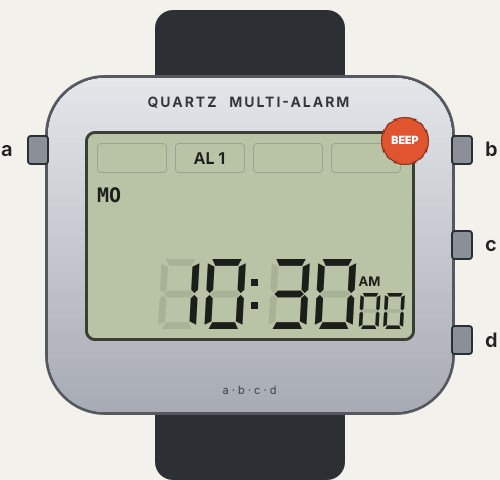 QUARTZ MULTI-ALARM
a
BEEP
b
AL 1
MO
c
10:30 AM 00
d
a·b·c·d